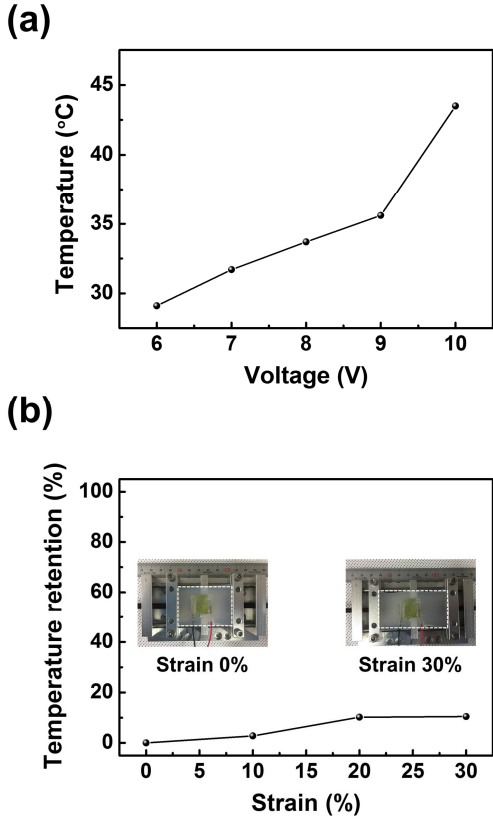 (a)
45
40
35
30
Temperature (°C)
6 7 8 9 10
Voltage (V)
(b)
100
80
60
40
20
0
Temperature retention (%)
Strain 0% Strain 30%
0 5 10 15 20 25 30
Strain (%)